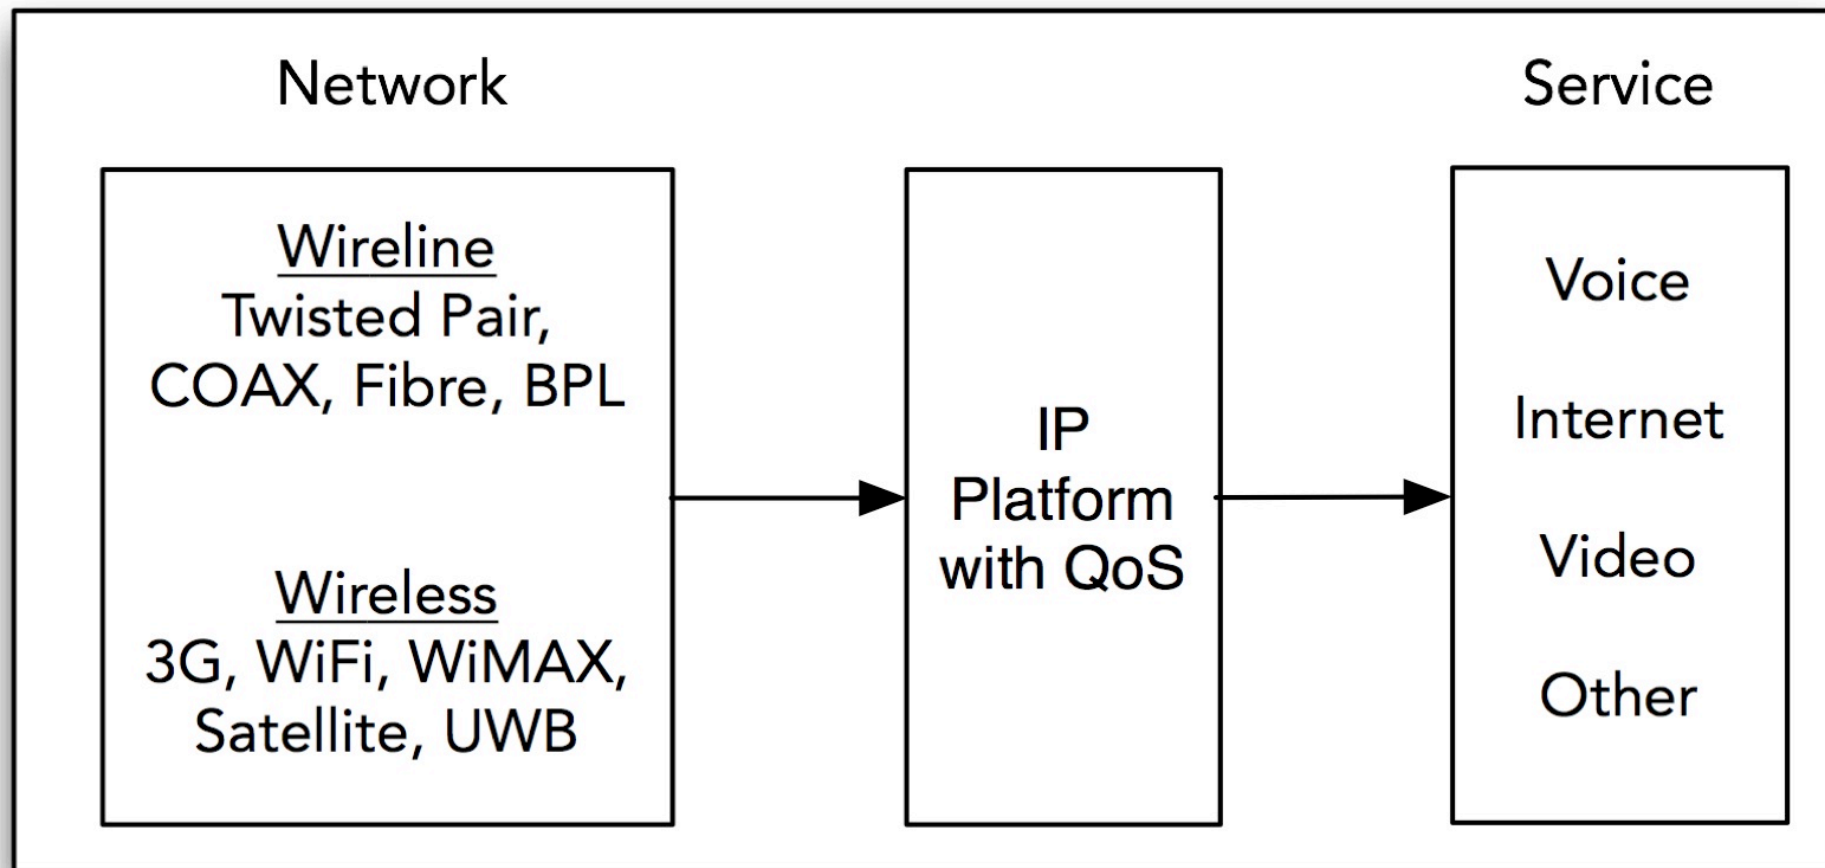 Network
Wireline
Twisted Pair,
COAX, Fibre, BPL
Wireless
3G, WiFi, WiMAX,
Satellite, UWB
IP
Platform
with QoS
Service
Voice
Internet
Video
Other